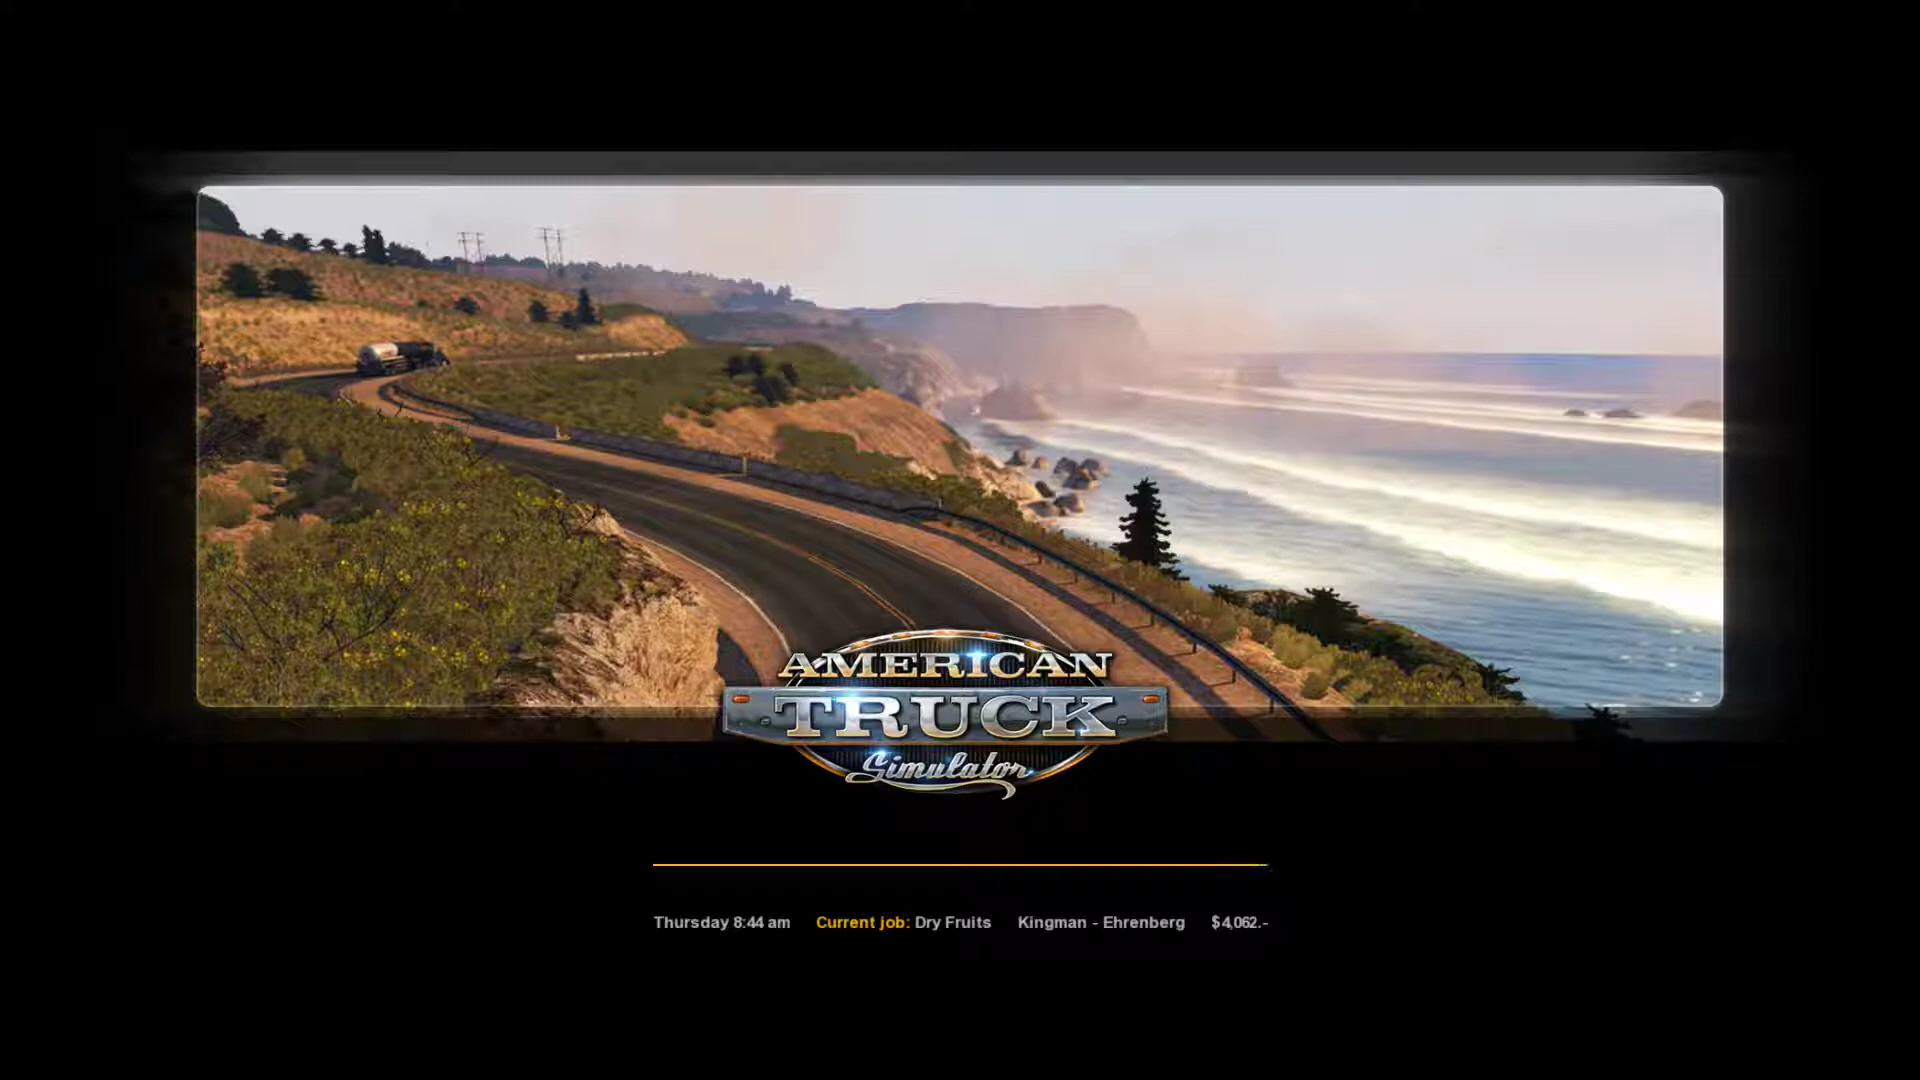 AMERICAN
TRUCK
Simulator
Thursday 8:44 am Current job: Dry Fruits Kingman - Ehrenberg $4,062.-